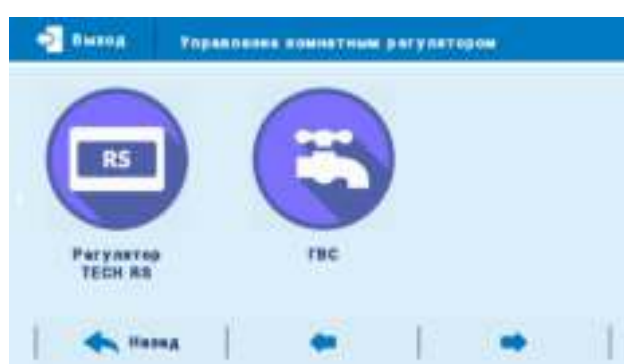 Выход
Управление комнатным регулятором
RS
Регулятор
TECH RS
ГВС
Назад